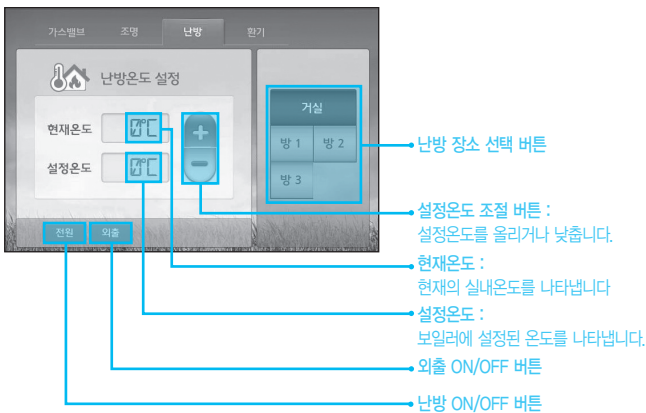 가스밸브 조명 난방 환기
난방온도 설정
현재온도 0℃ +
설정온도 0℃ −
거실
방 1 방 2
방 3
전원 외출
난방 장소 선택 버튼
설정온도 조절 버튼 :
설정온도를 올리거나 낮춥니다.
현재온도 :
현재의 실내온도를 나타냅니다
설정온도 :
보일러에 설정된 온도를 나타냅니다.
외출 ON/OFF 버튼
난방 ON/OFF 버튼